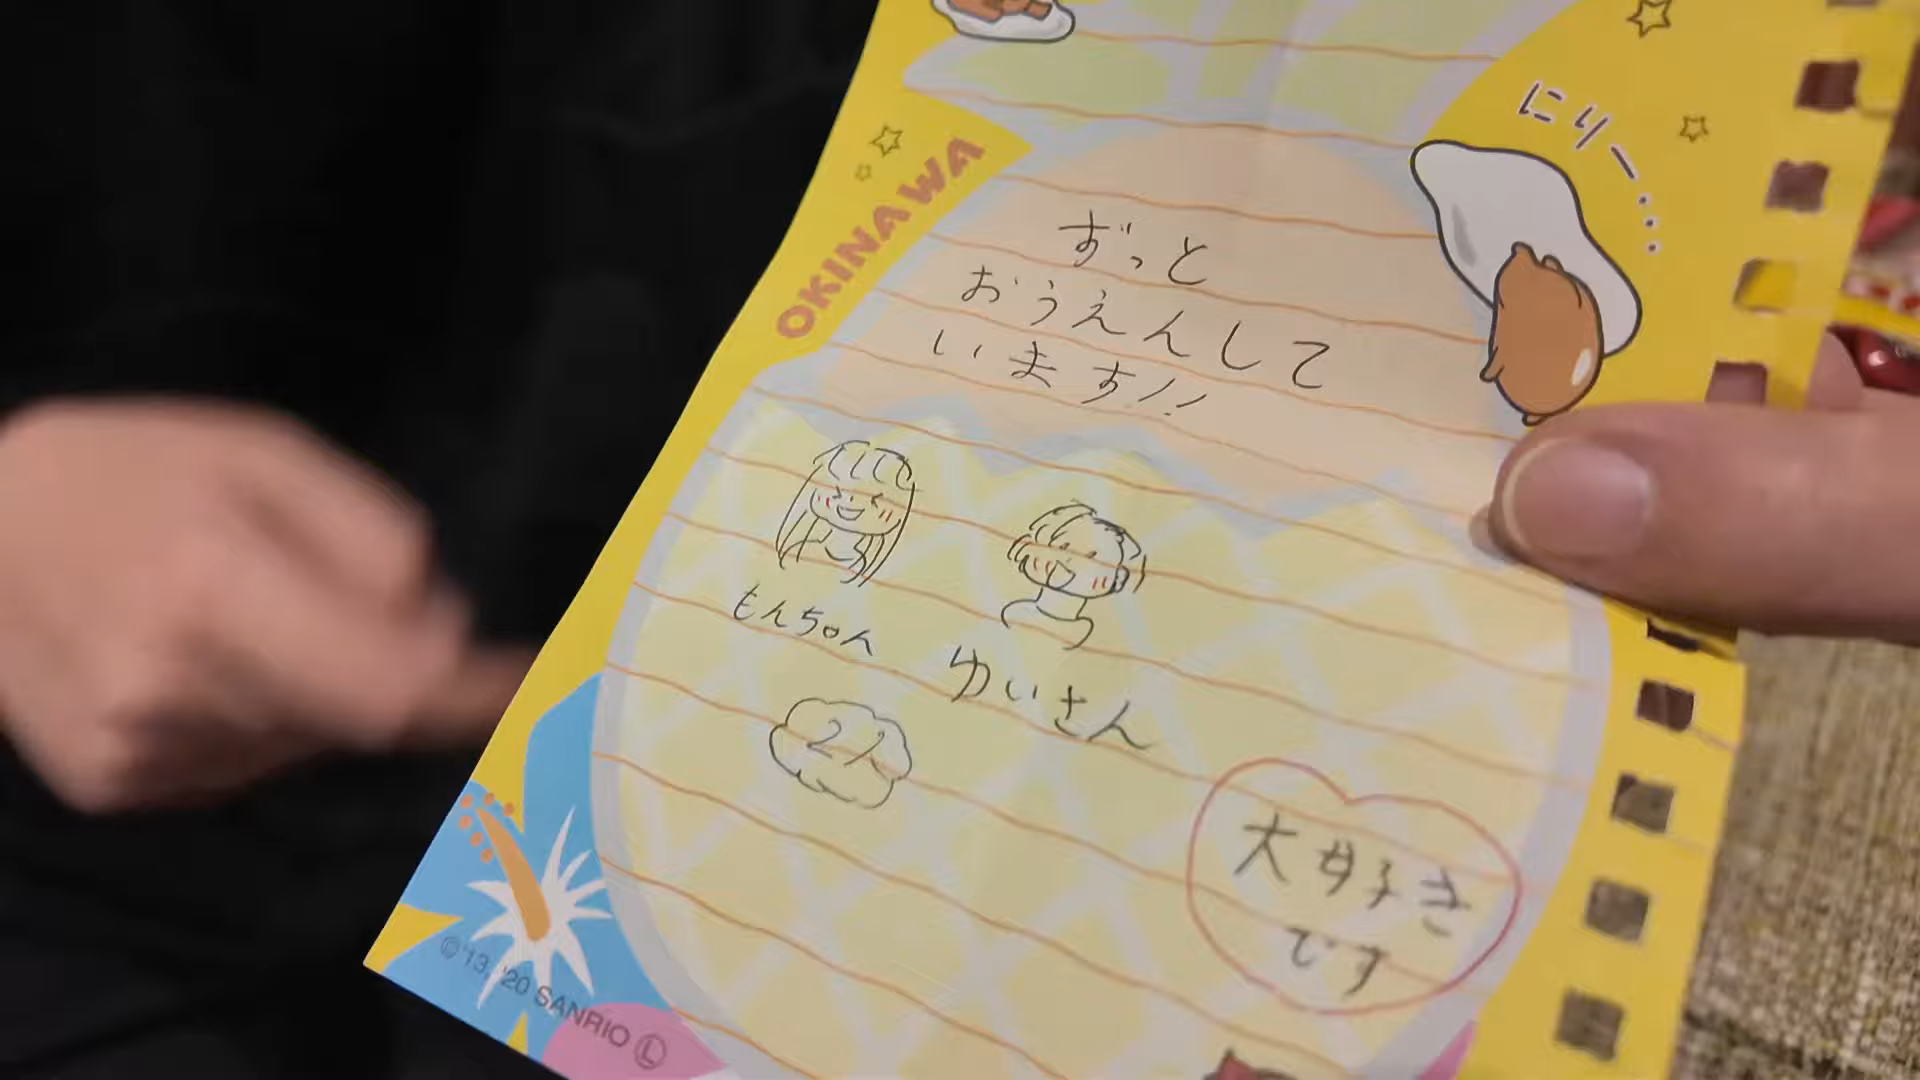 にりー…
OKINAWA
ずっと
おうえんして
います!!
もんちゃん
ゆいさん
2人
大好き
です
©'13, '20 SANRIO Ⓛ